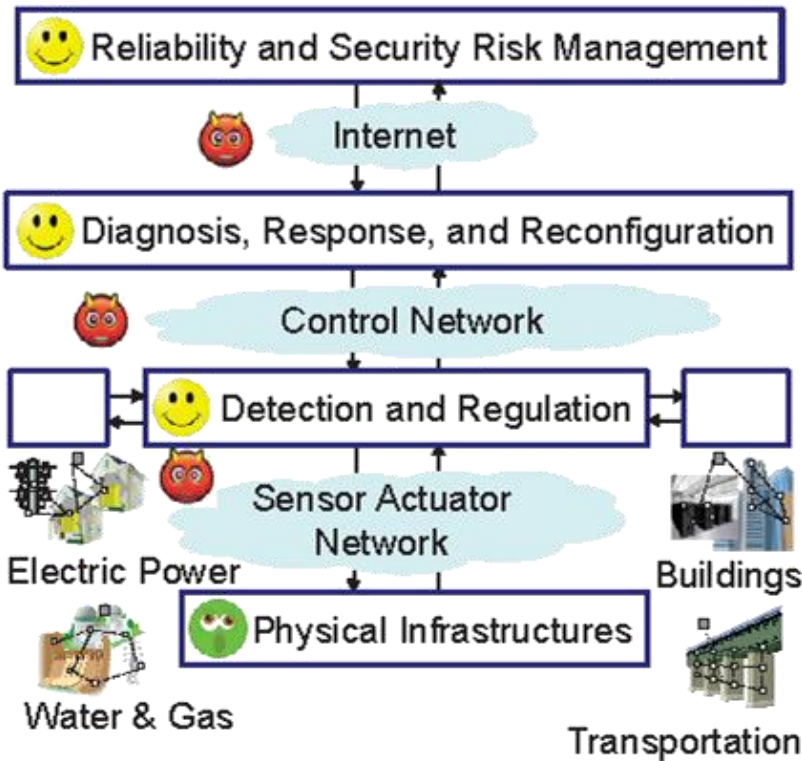 Reliability and Security Risk Management
Internet
Diagnosis, Response, and Reconfiguration
Control Network
Detection and Regulation
Sensor Actuator
Network
Electric Power
Buildings
Physical Infrastructures
Water & Gas
Transportation